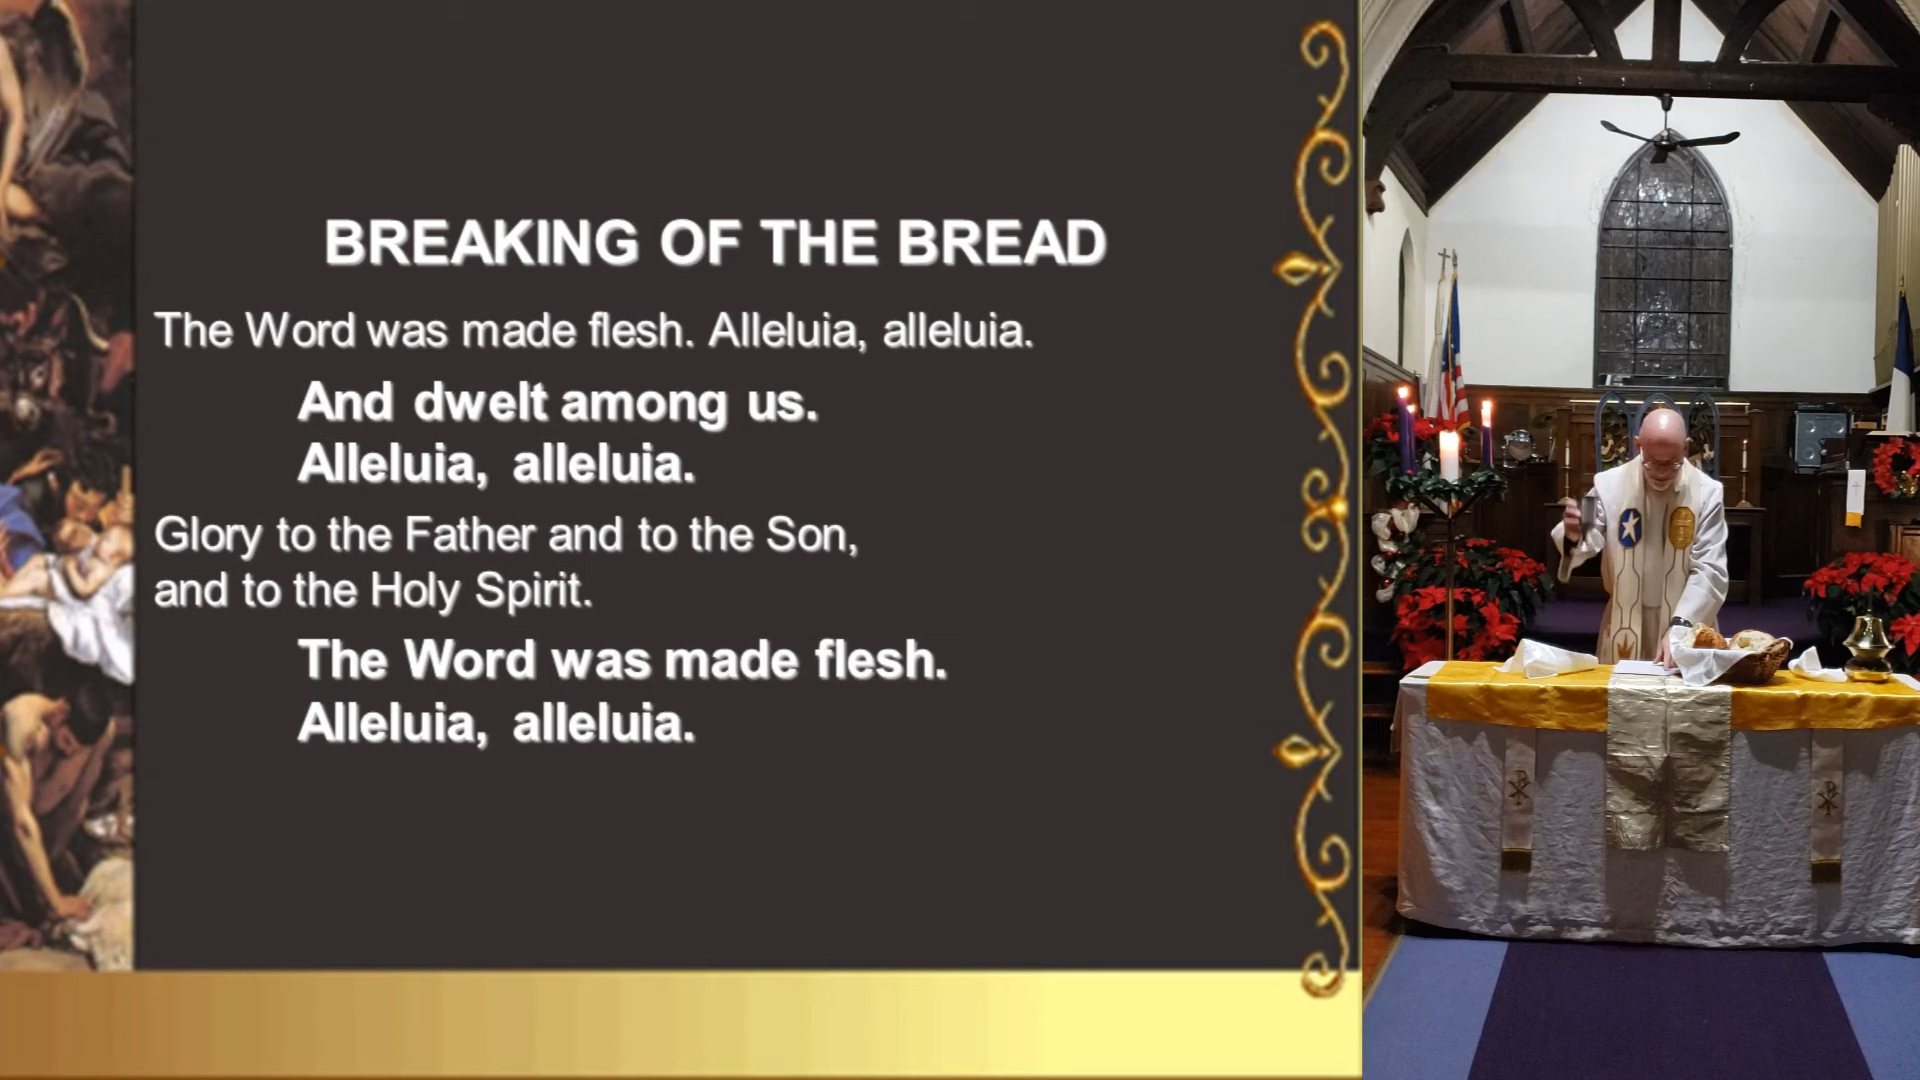 BREAKING OF THE BREAD
The Word was made flesh. Alleluia, alleluia.
And dwelt among us.
Alleluia, alleluia.
Glory to the Father and to the Son,
and to the Holy Spirit.
The Word was made flesh.
Alleluia, alleluia.